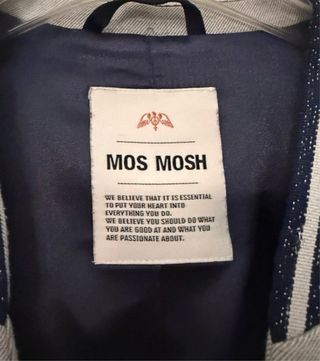 MOS MOSH
WE BELIEVE THAT IT IS ESSENTIAL
TO PUT YOUR HEART INTO
EVERYTHING YOU DO.
WE BELIEVE YOU SHOULD DO WHAT
YOU ARE GOOD AT AND WHAT YOU
ARE PASSIONATE ABOUT.